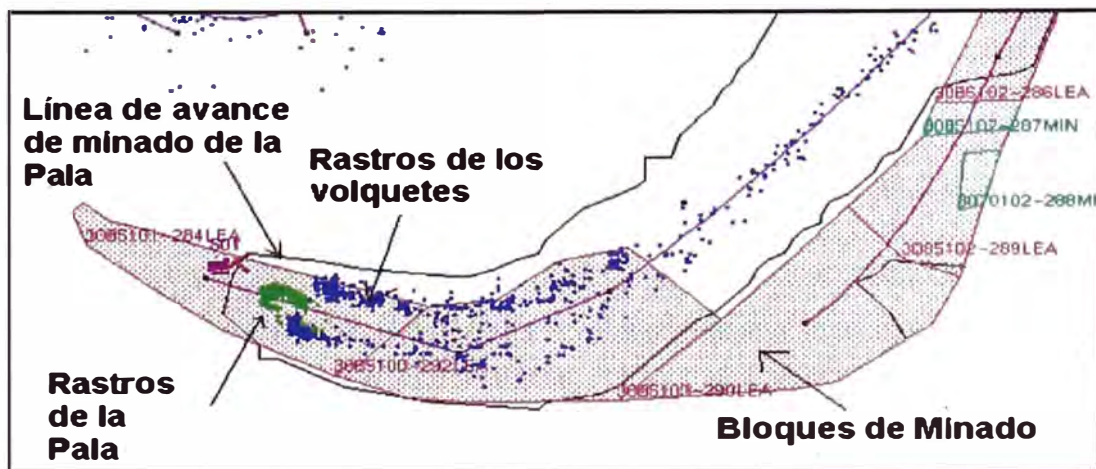 Línea de avance
de minado de la
Pala
Rastros de los
volquetes
3085102-286LEA
3085102-287MIN
3070102-288MI
3085101-284LEA
S01
3085102-289LEA
Rastros
de la
Pala
3085103-290LEA
Bloques de Minado